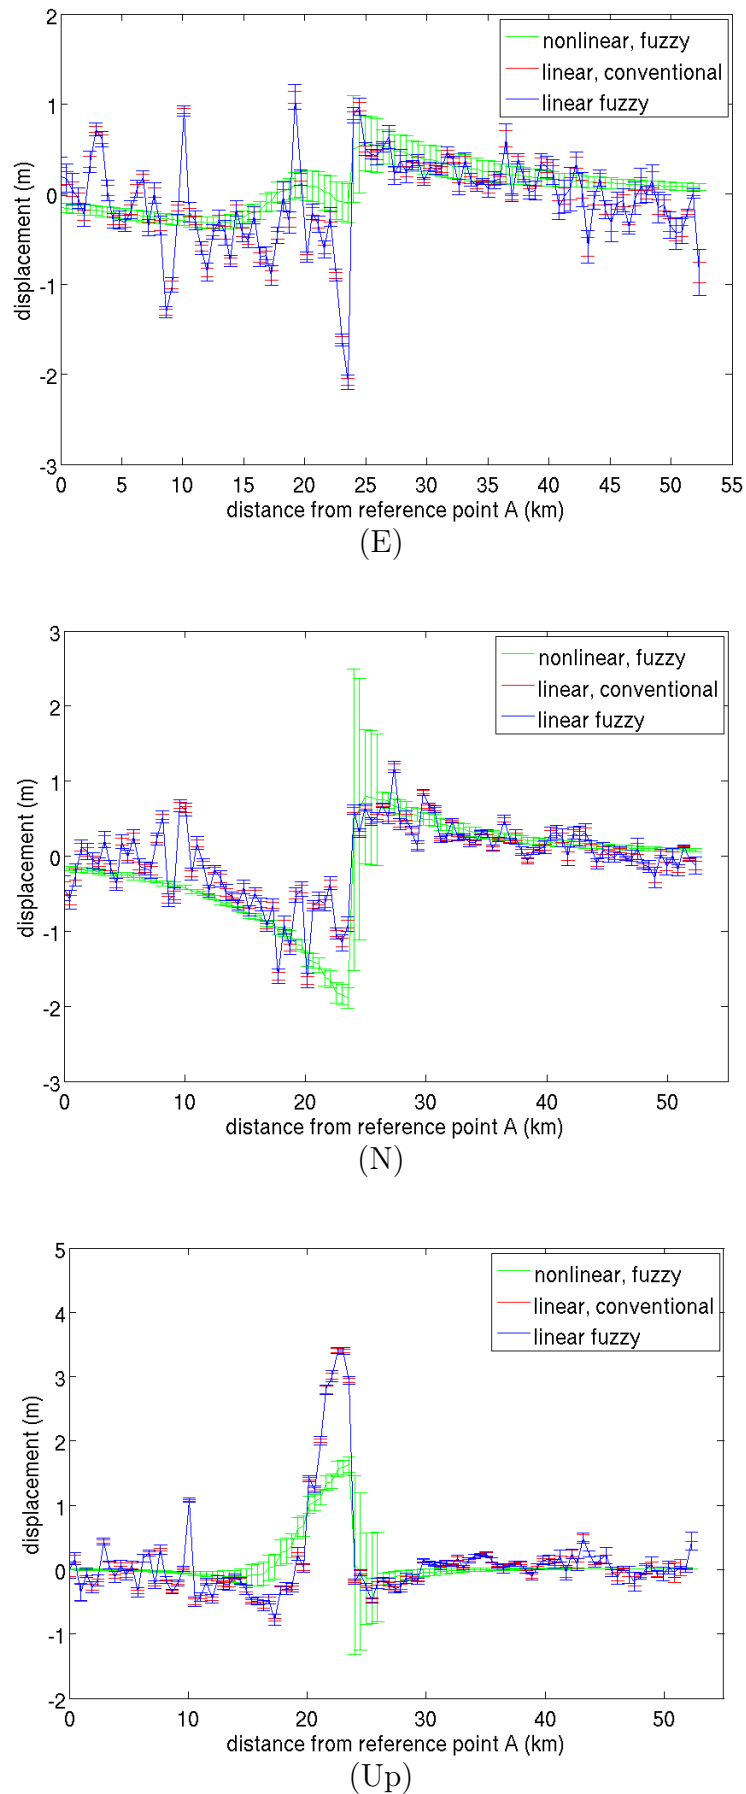 2
1
0
-1
-2
-3
displacement (m)
nonlinear, fuzzy
linear, conventional
linear fuzzy
0 5 10 15 20 25 30 35 40 45 50 55
distance from reference point A (km)
(E)
3
2
1
0
-1
-2
-3
displacement (m)
nonlinear, fuzzy
linear, conventional
linear fuzzy
0 10 20 30 40 50
distance from reference point A (km)
(N)
5
4
3
2
1
0
-1
-2
displacement (m)
nonlinear, fuzzy
linear, conventional
linear fuzzy
0 10 20 30 40 50
distance from reference point A (km)
(Up)